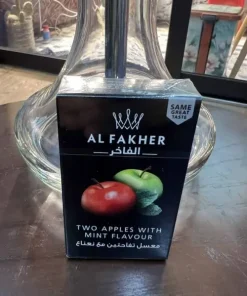 SAME
GREAT
TASTE
AL FAKHER
الفاخر
TWO APPLES WITH
MINT FLAVOUR
معسل تفاحتين مع نعناع